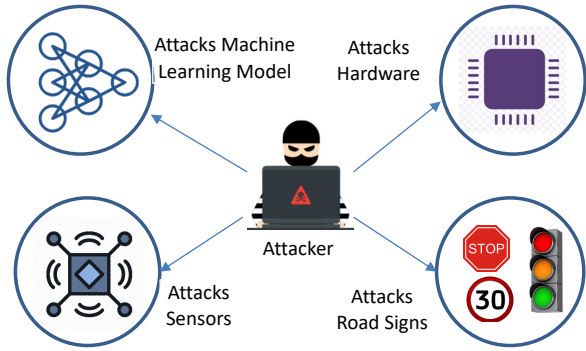 Attacks Machine
Learning Model
Attacks
Hardware
Attacker
Attacks
Sensors
Attacks
Road Signs
STOP
30